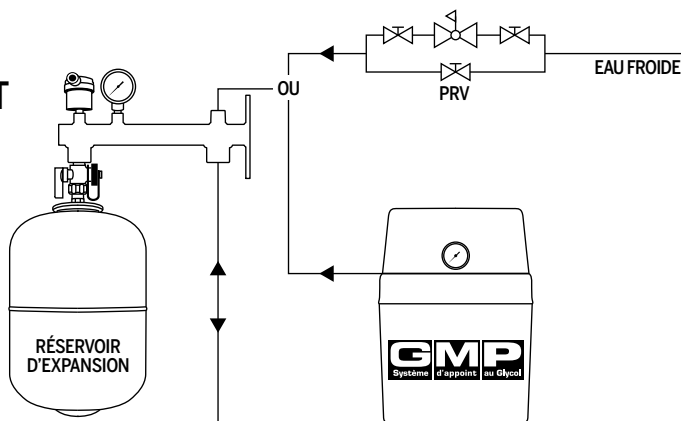 T
OU
PRV
EAU FROIDE
RÉSERVOIR
D'EXPANSION
GMP
Système d'appoint au Glycol